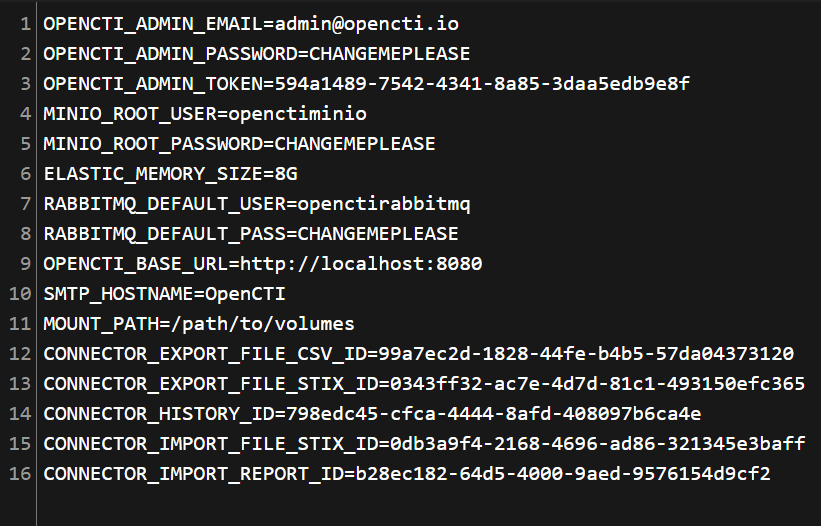 1 OPENCTI_ADMIN_EMAIL=admin@opencti.io
2 OPENCTI_ADMIN_PASSWORD=CHANGEMEPLEASE
3 OPENCTI_ADMIN_TOKEN=594a1489-7542-4341-8a85-3daa5edb9e8f
4 MINIO_ROOT_USER=openctiminio
5 MINIO_ROOT_PASSWORD=CHANGEMEPLEASE
6 ELASTIC_MEMORY_SIZE=8G
7 RABBITMQ_DEFAULT_USER=openctirabbitmq
8 RABBITMQ_DEFAULT_PASS=CHANGEMEPLEASE
9 OPENCTI_BASE_URL=http://localhost:8080
10 SMTP_HOSTNAME=OpenCTI
11 MOUNT_PATH=/path/to/volumes
12 CONNECTOR_EXPORT_FILE_CSV_ID=99a7ec2d-1828-44fe-b4b5-57da04373120
13 CONNECTOR_EXPORT_FILE_STIX_ID=0343ff32-ac7e-4d7d-81c1-493150efc365
14 CONNECTOR_HISTORY_ID=798edc45-cfca-4444-8afd-408097b6ca4e
15 CONNECTOR_IMPORT_FILE_STIX_ID=0db3a9f4-2168-4696-ad86-321345e3baff
16 CONNECTOR_IMPORT_REPORT_ID=b28ec182-64d5-4000-9aed-9576154d9cf2